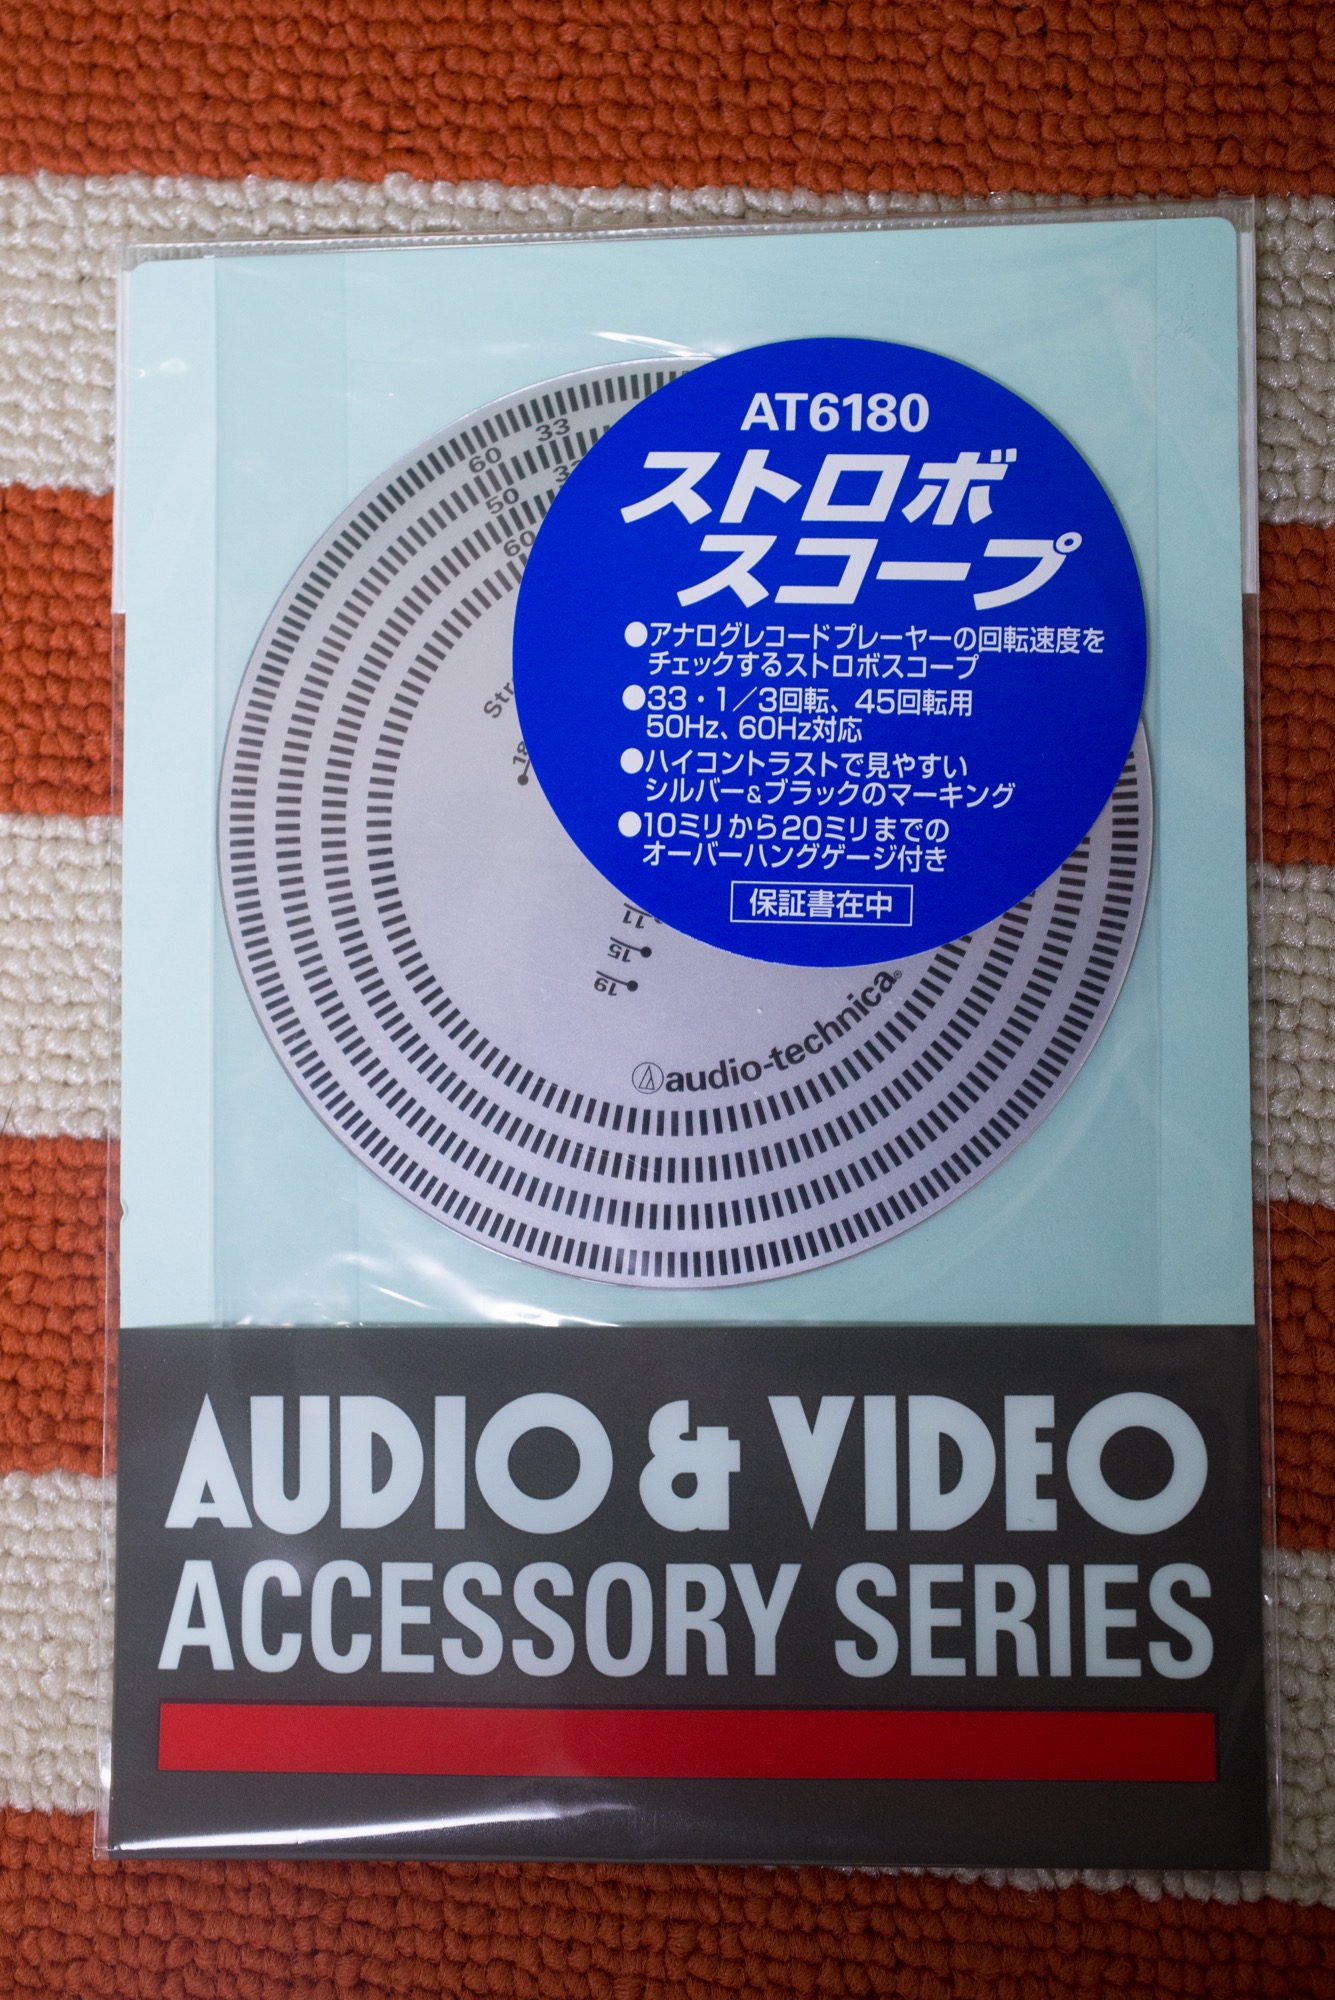 AT6180
ストロボ
スコープ
●アナログレコードプレーヤーの回転速度を
チェックするストロボスコープ
●33・1/3回転、45回転用
50Hz、60Hz対応
●ハイコントラストで見やすい
シルバー&ブラックのマーキング
●10ミリから20ミリまでの
オーバーハングゲージ付き
保証書在中
33
60
50
60
18
11
15
19
audio-technica®
AUDIO & VIDEO
ACCESSORY SERIES